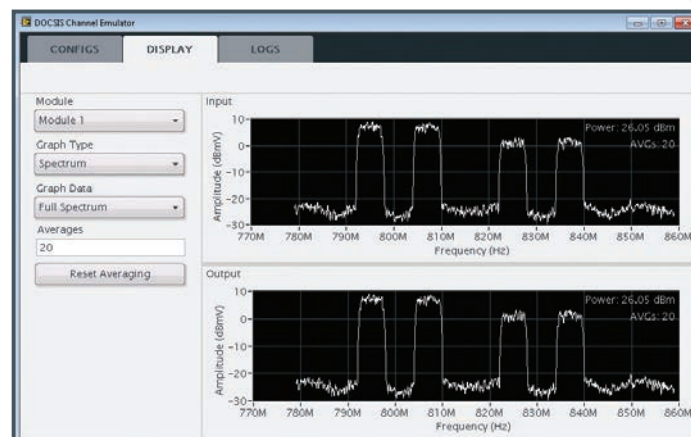 DOCSIS Channel Emulator
CONFIGS DISPLAY LOGS
Module
Module 1
Graph Type
Spectrum
Graph Data
Full Spectrum
Averages
20
Reset Averaging
Input
Power: 26.05 dBm
AVGs: 20
Amplitude (dBmV)
10
0
-10
-20
-30
770M 780M 790M 800M 810M 820M 830M 840M 850M 860M
Frequency (Hz)
Output
Power: 26.05 dBm
AVGs: 20
Amplitude (dBmV)
10
0
-10
-20
-30
770M 780M 790M 800M 810M 820M 830M 840M 850M 860M
Frequency (Hz)